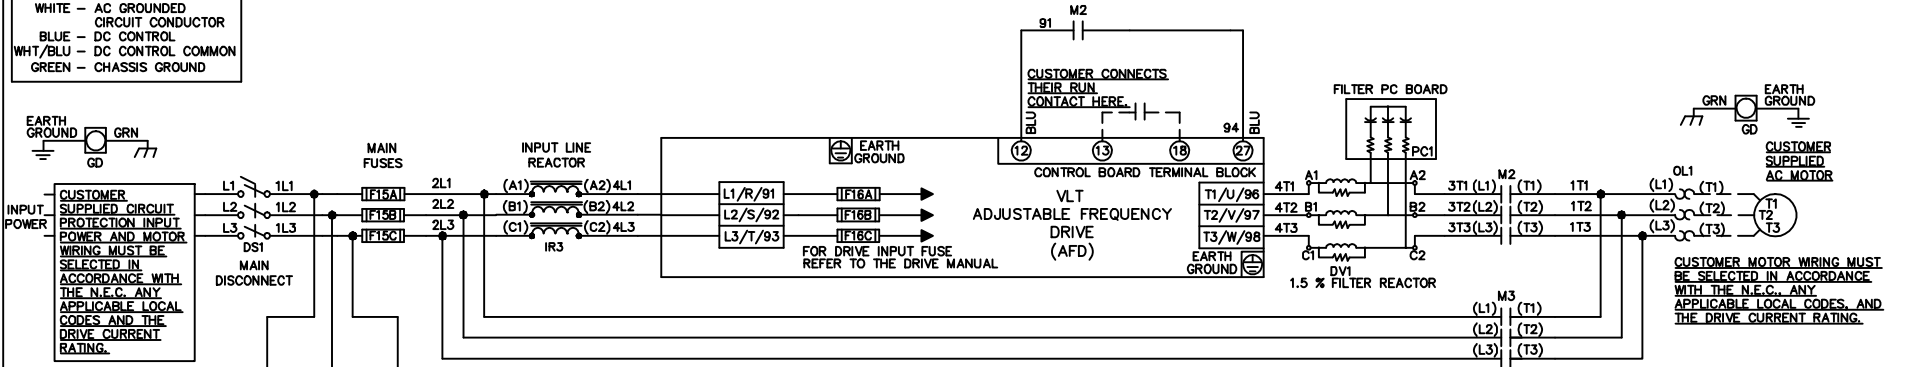 WHITE – AC GROUNDED
CIRCUIT CONDUCTOR
BLUE – DC CONTROL
WHT/BLU – DC CONTROL COMMON
GREEN – CHASSIS GROUND
EARTH
GROUND
GRN
GD
INPUT
POWER
CUSTOMER
SUPPLIED CIRCUIT
PROTECTION INPUT
POWER AND MOTOR
WIRING MUST BE
SELECTED IN
ACCORDANCE WITH
THE N.E.C. ANY
APPLICABLE LOCAL
CODES AND THE
DRIVE CURRENT
RATING.
L1
L2
L3
1L1
1L2
1L3
DS1
MAIN
DISCONNECT
MAIN
FUSES
F15A
F15B
F15C
2L1
2L2
2L3
INPUT LINE
REACTOR
(A1)
(B1)
(C1)
(A2) 4L1
(B2) 4L2
(C2) 4L3
IR3
L1/R/91
L2/S/92
L3/T/93
EARTH
GROUND
F16A
F16B
F16C
FOR DRIVE INPUT FUSE
REFER TO THE DRIVE MANUAL
91
M2
CUSTOMER CONNECTS
THEIR RUN
CONTACT HERE.
BLU
94
BLU
12
13
18
27
CONTROL BOARD TERMINAL BLOCK
VLT
ADJUSTABLE FREQUENCY
DRIVE
(AFD)
T1/U/96
T2/V/97
T3/W/98
EARTH
GROUND
4T1
4T2
4T3
FILTER PC BOARD
PC1
A1
B1
C1
A2
B2
C2
DV1
1.5 % FILTER REACTOR
M2
3T1 (L1)
3T2 (L2)
3T3 (L3)
(T1)
(T2)
(T3)
1T1
1T2
1T3
M3
(L1)
(L2)
(L3)
(T1)
(T2)
(T3)
GRN
EARTH
GROUND
GD
CUSTOMER
SUPPLIED
AC MOTOR
OL1
(L1)
(L2)
(L3)
(T1)
(T2)
(T3)
T1
T2
T3
CUSTOMER MOTOR WIRING MUST
BE SELECTED IN ACCORDANCE
WITH THE N.E.C., ANY
APPLICABLE LOCAL CODES, AND
THE DRIVE CURRENT RATING.